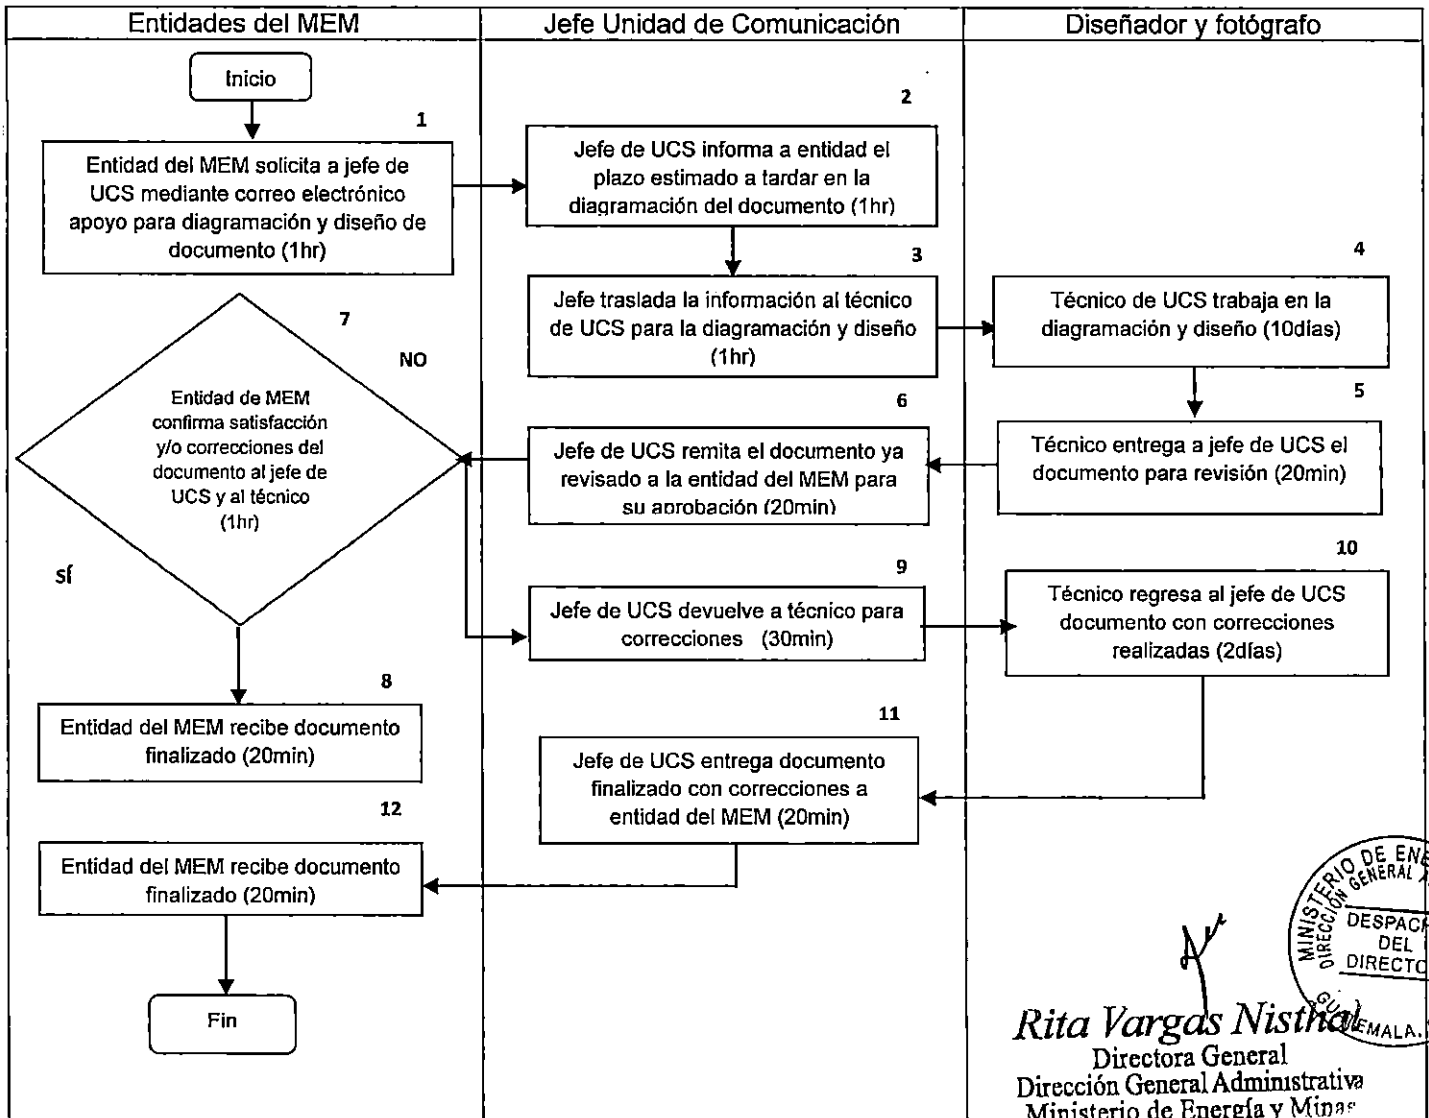 Entidades del MEM
Jefe Unidad de Comunicación
Diseñador y fotógrafo
Inicio
1
Entidad del MEM solicita a jefe de
UCS mediante correo electrónico
apoyo para diagramación y diseño de
documento (1hr)
2
Jefe de UCS informa a entidad el
plazo estimado a tardar en la
diagramación del documento (1hr)
3
Jefe traslada la información al técnico
de UCS para la diagramación y diseño
(1hr)
4
Técnico de UCS trabaja en la
diagramación y diseño (10días)
5
Técnico entrega a jefe de UCS el
documento para revisión (20min)
6
Jefe de UCS remita el documento ya
revisado a la entidad del MEM para
su aprobación (20min)
7
NO
Entidad de MEM
confirma satisfacción
y/o correcciones del
documento al jefe de
UCS y al técnico
(1hr)
SÍ
8
Entidad del MEM recibe documento
finalizado (20min)
9
Jefe de UCS devuelve a técnico para
correcciones (30min)
10
Técnico regresa al jefe de UCS
documento con correcciones
realizadas (2días)
11
Jefe de UCS entrega documento
finalizado con correcciones a
entidad del MEM (20min)
12
Entidad del MEM recibe documento
finalizado (20min)
Fin
MINISTERIO DE ENE
DIRECCIÓN GENERAL A
DESPACH
DEL
DIRECTO
GUATEMALA.
Rita Vargas Nisthal
Directora General
Dirección General Administrativa
Ministerio de Energía y Minas